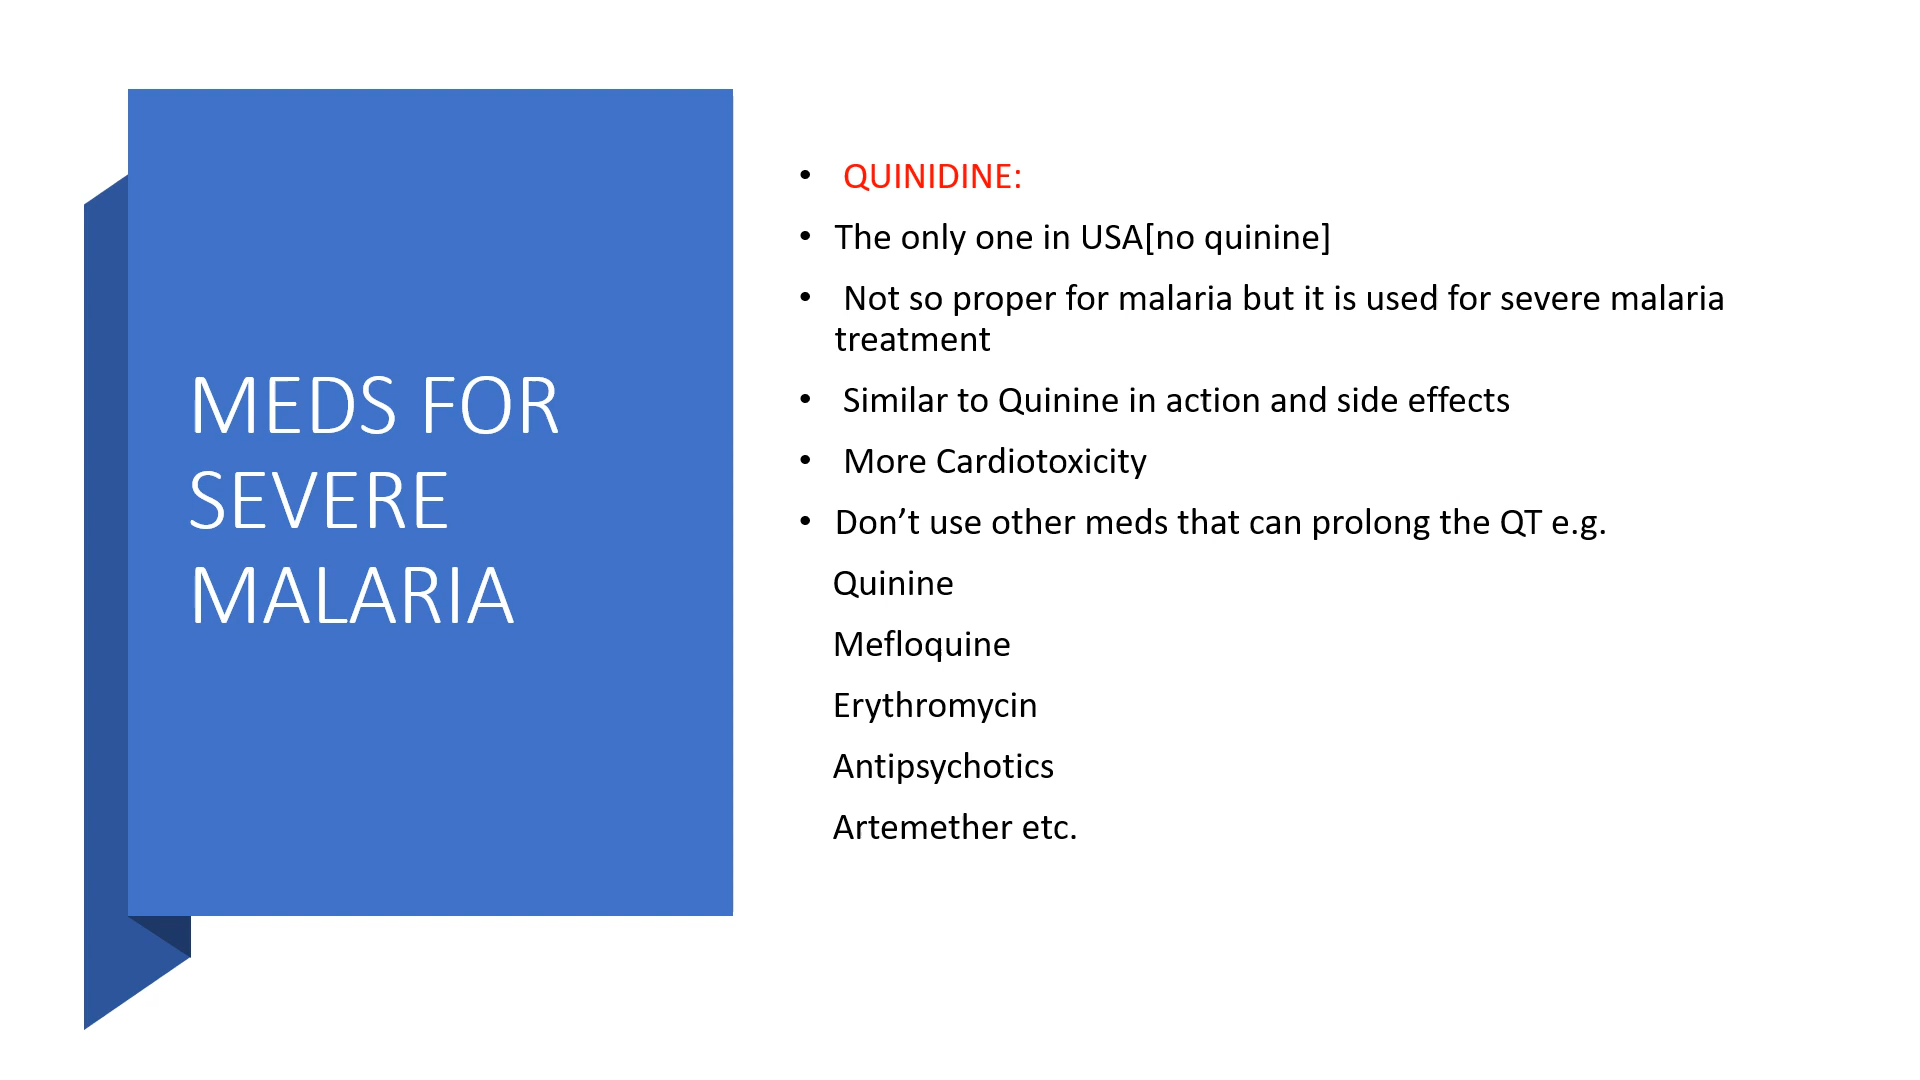 MEDS FOR
SEVERE
MALARIA
• QUINIDINE:
• The only one in USA[no quinine]
• Not so proper for malaria but it is used for severe malaria
treatment
• Similar to Quinine in action and side effects
• More Cardiotoxicity
• Don’t use other meds that can prolong the QT e.g.
Quinine
Mefloquine
Erythromycin
Antipsychotics
Artemether etc.